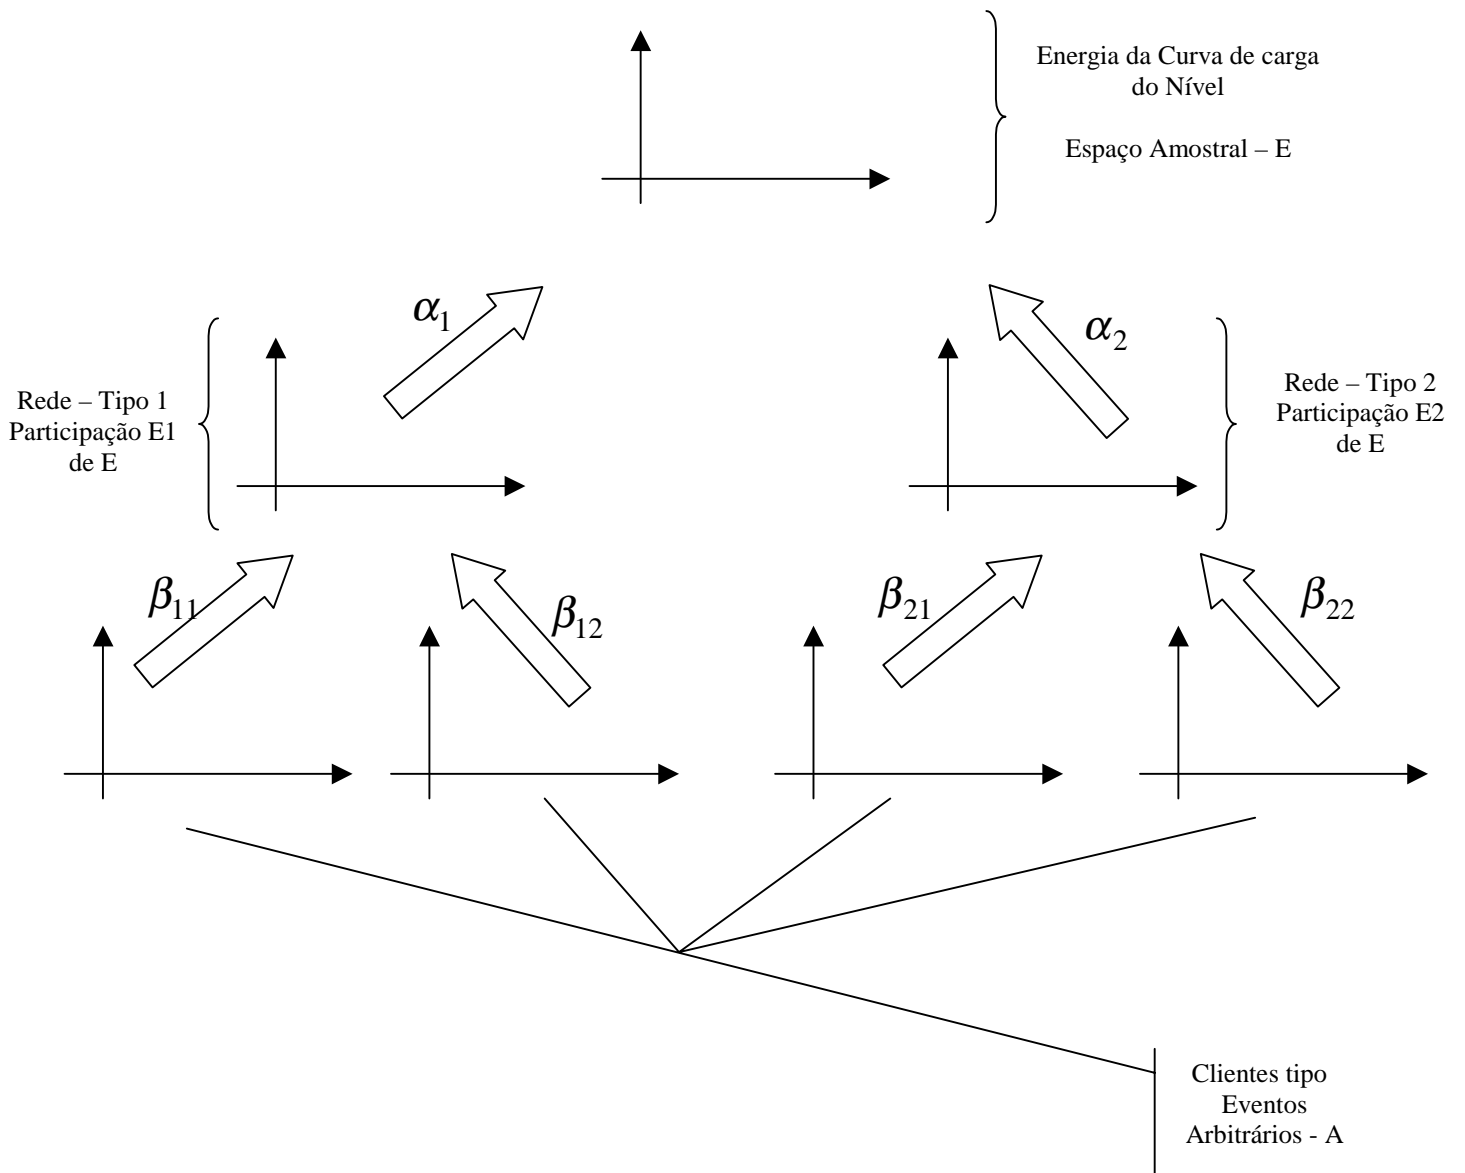 Energia da Curva de carga
do Nível
Espaço Amostral – E
α₁
α₂
Rede – Tipo 1
Participação E1
de E
Rede – Tipo 2
Participação E2
de E
β₁₁
β₁₂
β₂₁
β₂₂
Clientes tipo
Eventos
Arbitrários - A